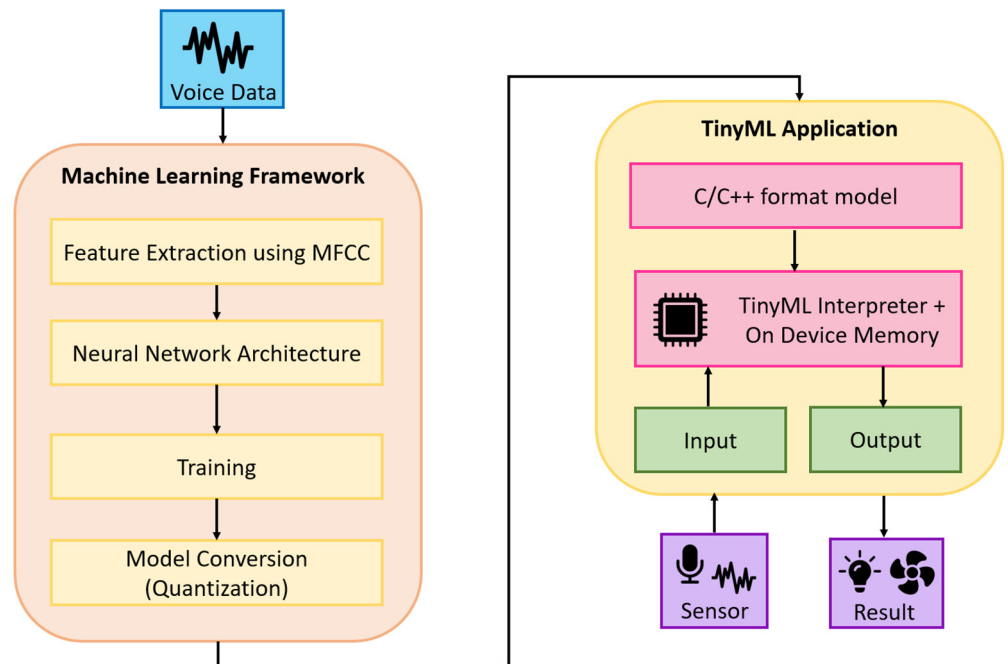 Voice Data
Machine Learning Framework
Feature Extraction using MFCC
Neural Network Architecture
Training
Model Conversion
(Quantization)
TinyML Application
C/C++ format model
TinyML Interpreter +
On Device Memory
Input
Output
Sensor
Result